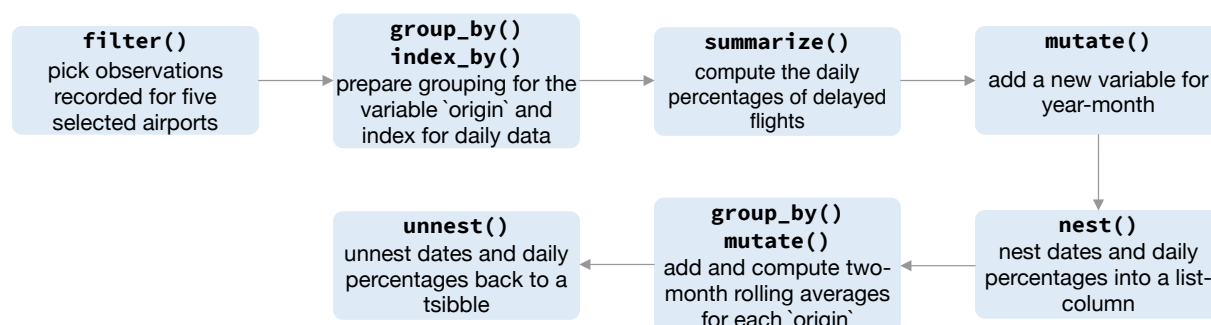 filter()
pick observations
recorded for five
selected airports
group_by()
index_by()
prepare grouping for the
variable `origin` and
index for daily data
summarize()
compute the daily
percentages of delayed
flights
mutate()
add a new variable for
year-month
nest()
nest dates and daily
percentages into a list-
column
group_by()
mutate()
add and compute two-
month rolling averages
for each `origin`
unnest()
unnest dates and daily
percentages back to a
tsibble